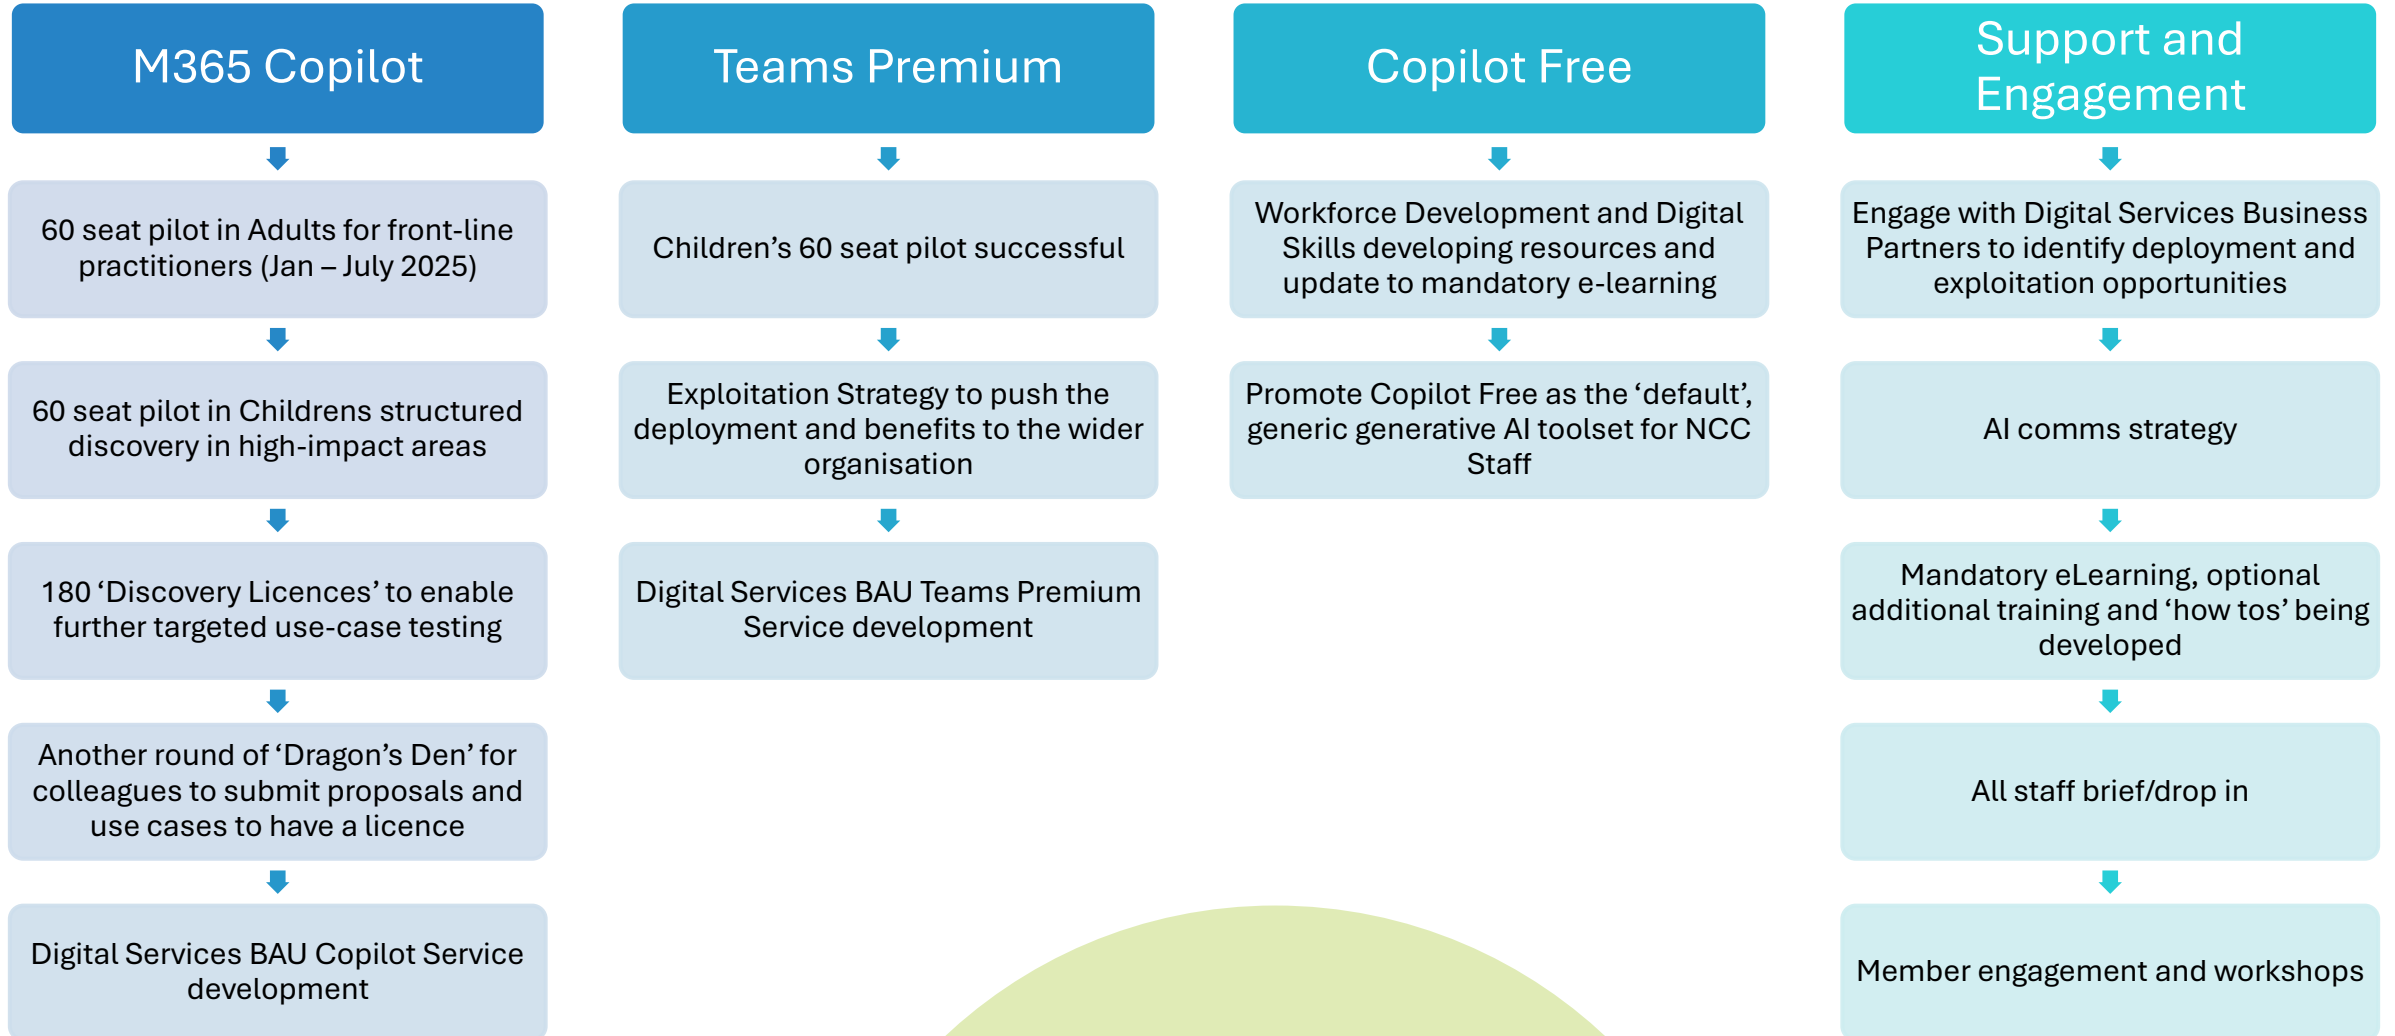 M365 Copilot
60 seat pilot in Adults for front-line
practitioners (Jan – July 2025)
60 seat pilot in Childrens structured
discovery in high-impact areas
180 ‘Discovery Licences’ to enable
further targeted use-case testing
Another round of ‘Dragon’s Den’ for
colleagues to submit proposals and
use cases to have a licence
Digital Services BAU Copilot Service
development
Teams Premium
Children’s 60 seat pilot successful
Exploitation Strategy to push the
deployment and benefits to the wider
organisation
Digital Services BAU Teams Premium
Service development
Copilot Free
Workforce Development and Digital
Skills developing resources and
update to mandatory e-learning
Promote Copilot Free as the ‘default’,
generic generative AI toolset for NCC
Staff
Support and
Engagement
Engage with Digital Services Business
Partners to identify deployment and
exploitation opportunities
AI comms strategy
Mandatory eLearning, optional
additional training and ‘how tos’ being
developed
All staff brief/drop in
Member engagement and workshops